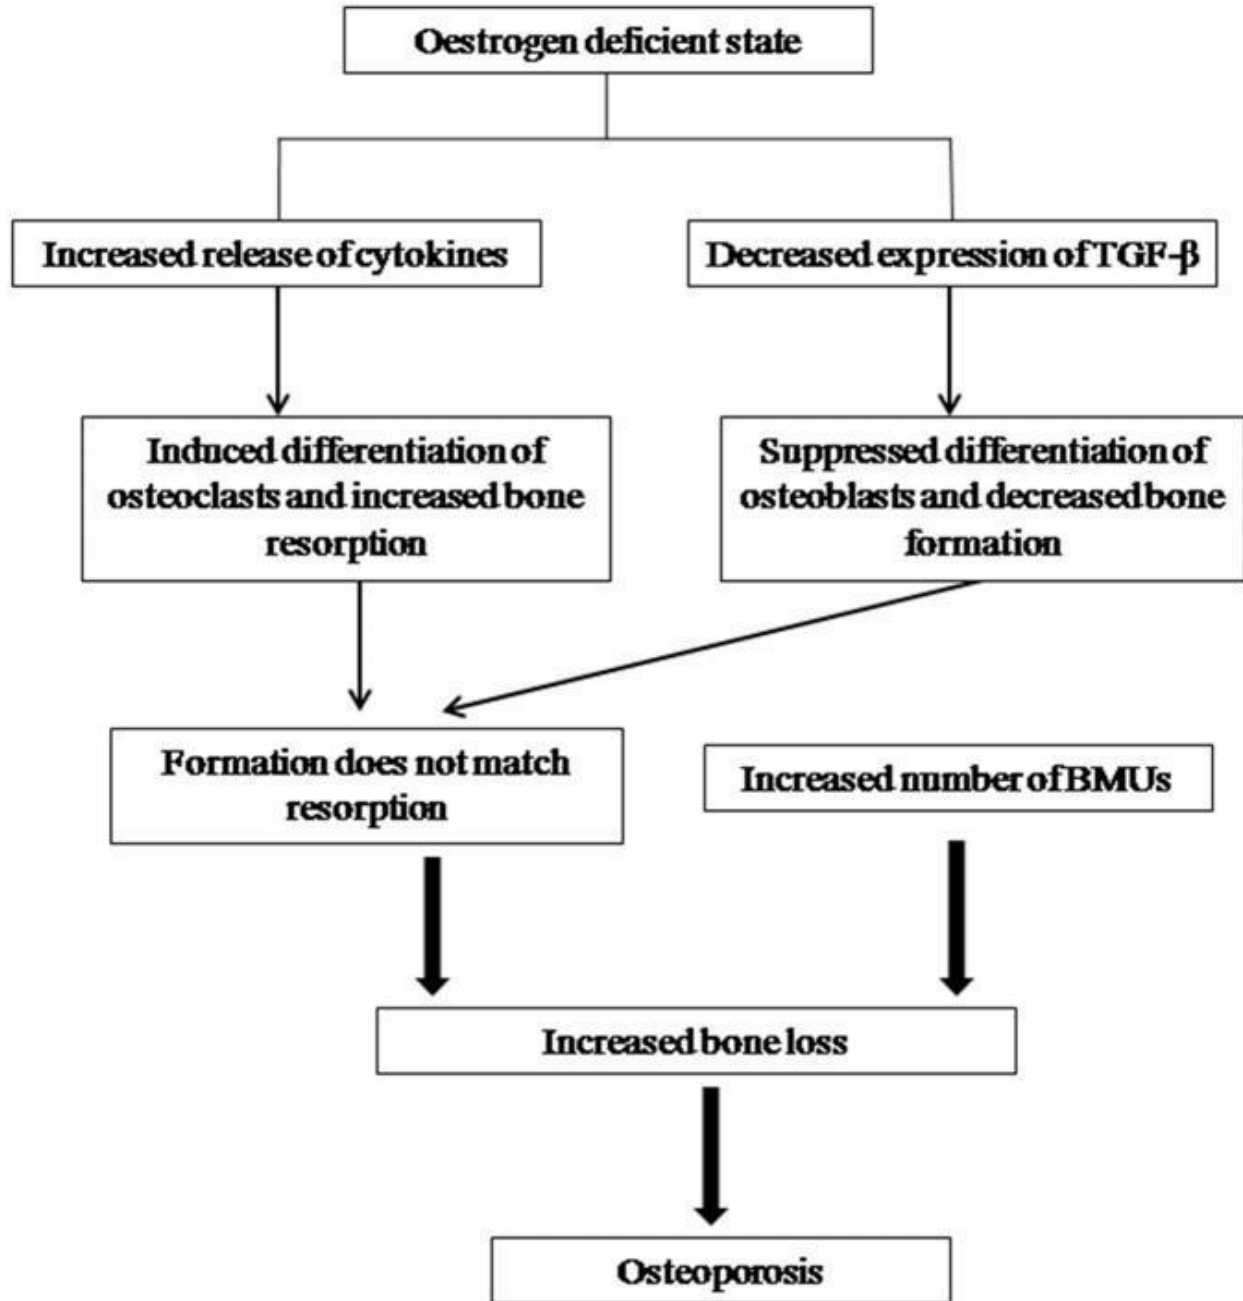 Oestrogen deficient state
Increased release of cytokines
Decreased expression of TGF-β
Induced differentiation of
osteoclasts and increased bone
resorption
Suppressed differentiation of
osteoblasts and decreased bone
formation
Formation does not match
resorption
Increased number of BMUs
Increased bone loss
Osteoporosis